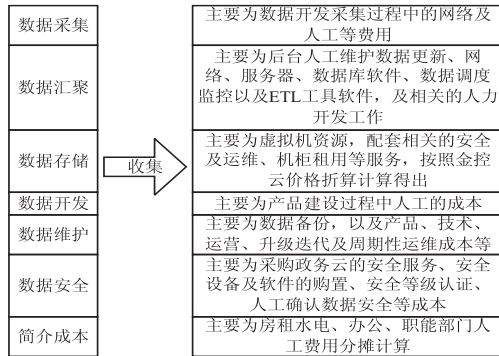 数据采集
主要为数据开发采集过程中的网络及
人工等费用
数据汇聚
主要为后台人工维护数据更新、网
络、服务器、数据库软件、数据调度
监控以及ETL工具软件，及相关的人力
开发工作
数据存储
收集
主要为虚拟机资源，配套相关的安全
及运维、机柜租用等服务，按照金控
云价格折算计算得出
数据开发
主要为产品建设过程中人工的成本
数据维护
主要为数据备份，以及产品、技术、
运营、升级迭代及周期性运维成本等
数据安全
主要为采购政务云的安全服务、安全
设备及软件的购置、安全等级认证、
人工确认数据安全等成本
简介成本
主要为房租水电、办公、职能部门人
工费用分摊计算